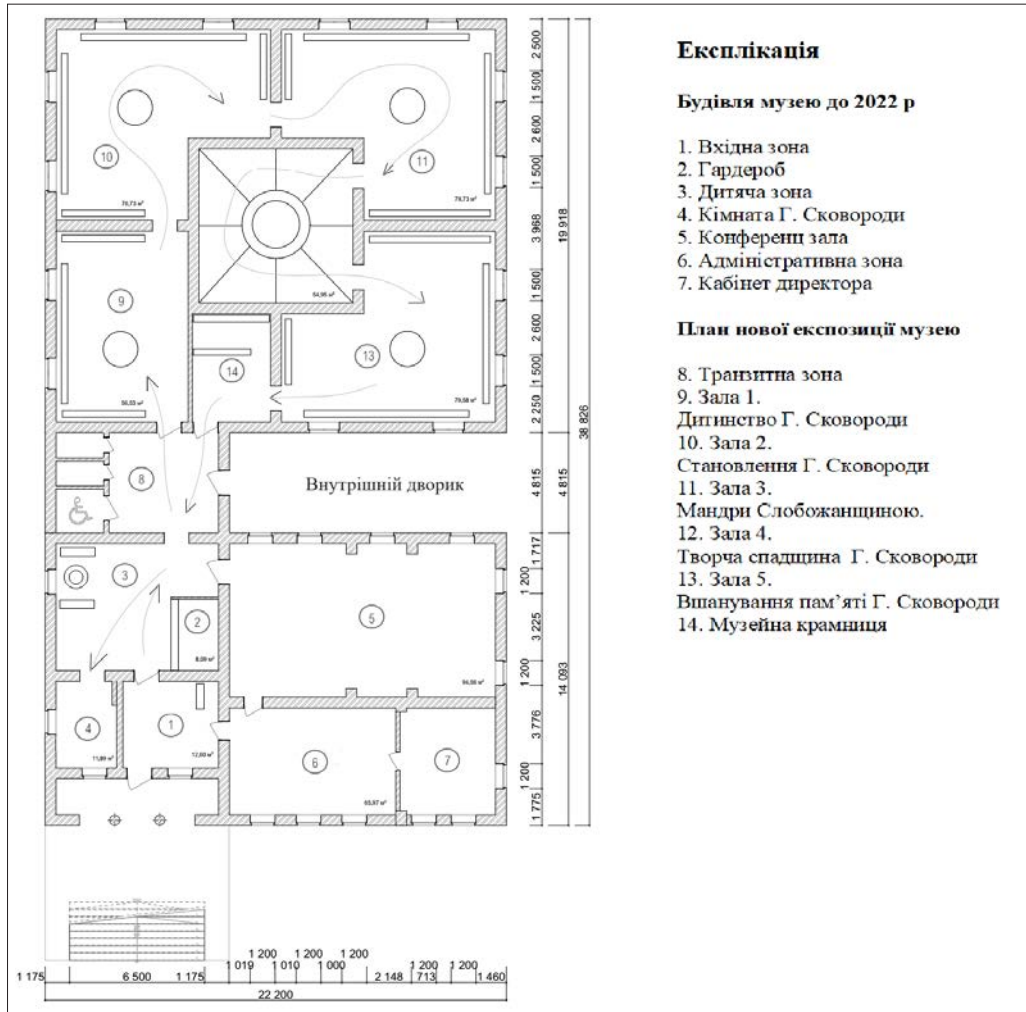 Експлікація
Будівля музею до 2022 р
1. Вхідна зона
2. Гардероб
3. Дитяча зона
4. Кімната Г. Сковороди
5. Конференц зала
6. Адміністративна зона
7. Кабінет директора
План нової експозиції музею
8. Транзитна зона
9. Зала 1.
Дитинство Г. Сковороди
10. Зала 2.
Становлення Г. Сковороди
11. Зала 3.
Мандри Слобожанщиною.
12. Зала 4.
Творча спадщина Г. Сковороди
13. Зала 5.
Вшанування пам’яті Г. Сковороди
14. Музейна крамниця
10
11
9
14
13
8
Внутрішній дворик
3
2
5
4
1
6
7
2 500
1 500
2 600
1 500
3 968
1 500
2 600
1 500
2 250
4 815
1 717
1 200
3 225
1 200
3 776
1 200
1 775
19 918
4 815
14 093
38 826
1 200
1 200
1 200
1 175
6 500
1 175
1 019
1 010
1 000
2 148
1 200
713
1 200
1 460
22 200